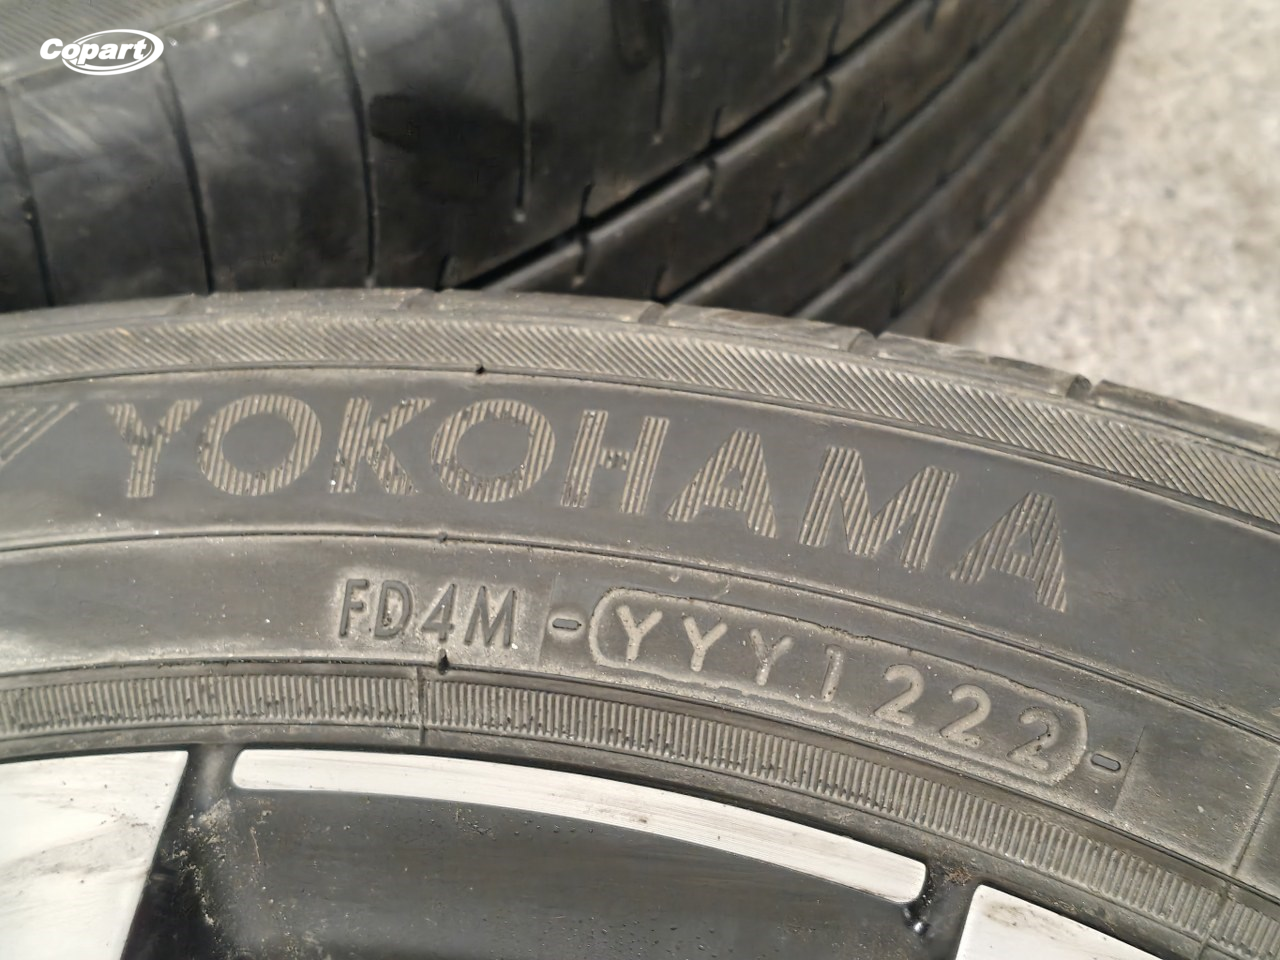 Copart
YOKOHAMA
FD4M - YYY1222 -